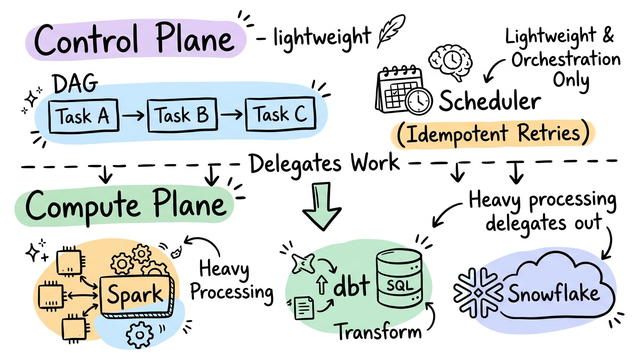 Control Plane
– lightweight
Lightweight &
Orchestration
Only
DAG
Task A
Task B
Task C
Scheduler
(Idempotent Retries)
Delegates Work
Compute Plane
Heavy processing
delegates out
Spark
Heavy
Processing
dbt
SQL
Transform
Snowflake